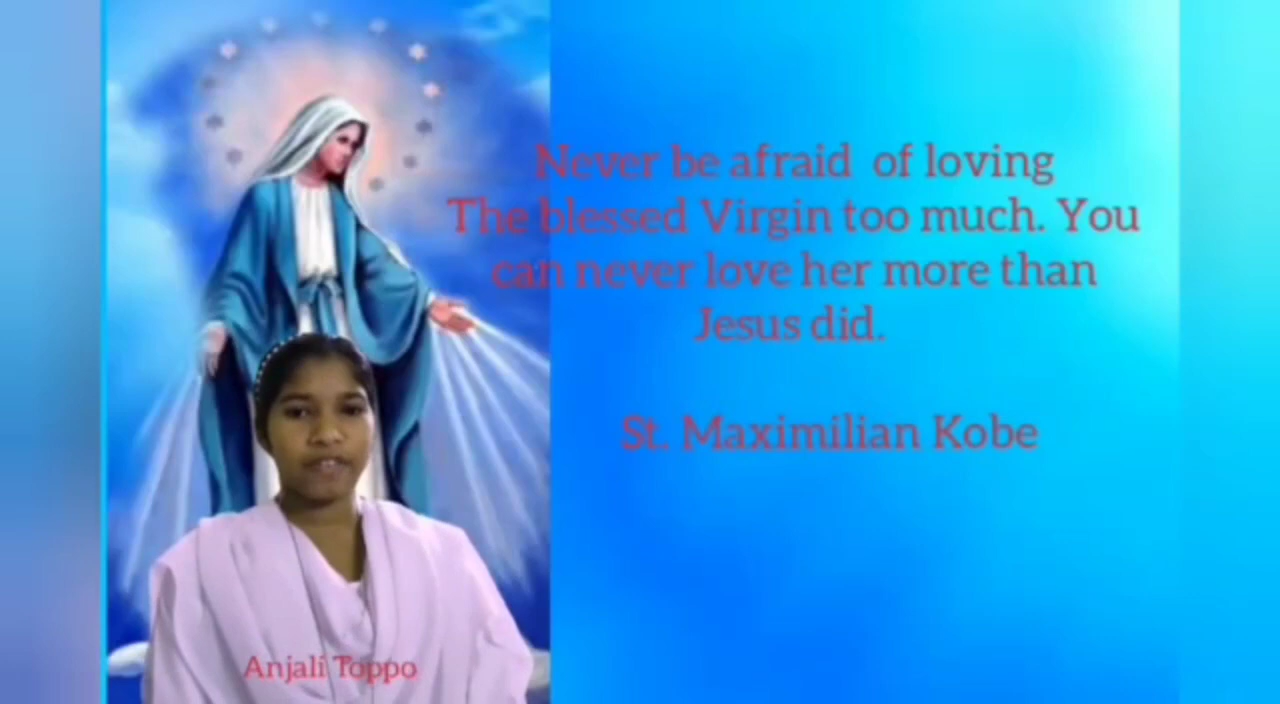 Never be afraid of loving
The blessed Virgin too much. You
can never love her more than
Jesus did.
St. Maximilian Kobe
Anjali Toppo